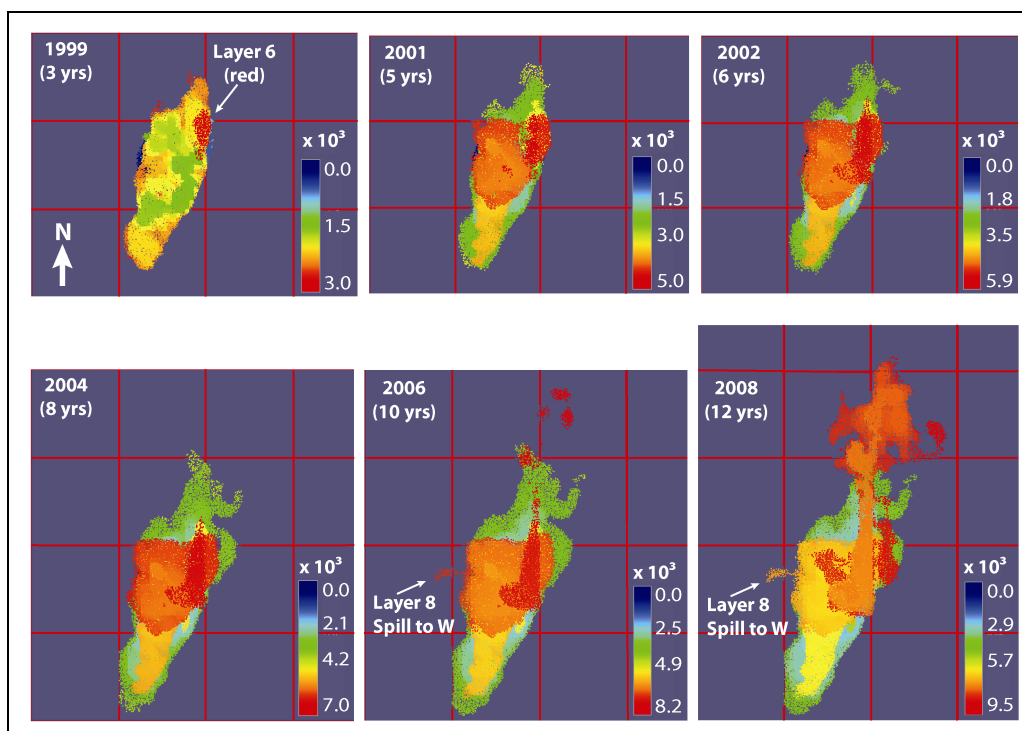 1999
(3 yrs)
Layer 6
(red)
x 10³
0.0
1.5
3.0
N
2001
(5 yrs)
x 10³
0.0
1.5
3.0
5.0
2002
(6 yrs)
x 10³
0.0
1.8
3.5
5.9
2004
(8 yrs)
x 10³
0.0
2.1
4.2
7.0
2006
(10 yrs)
Layer 8
Spill to W
x 10³
0.0
2.5
4.9
8.2
2008
(12 yrs)
Layer 8
Spill to W
x 10³
0.0
2.9
5.7
9.5